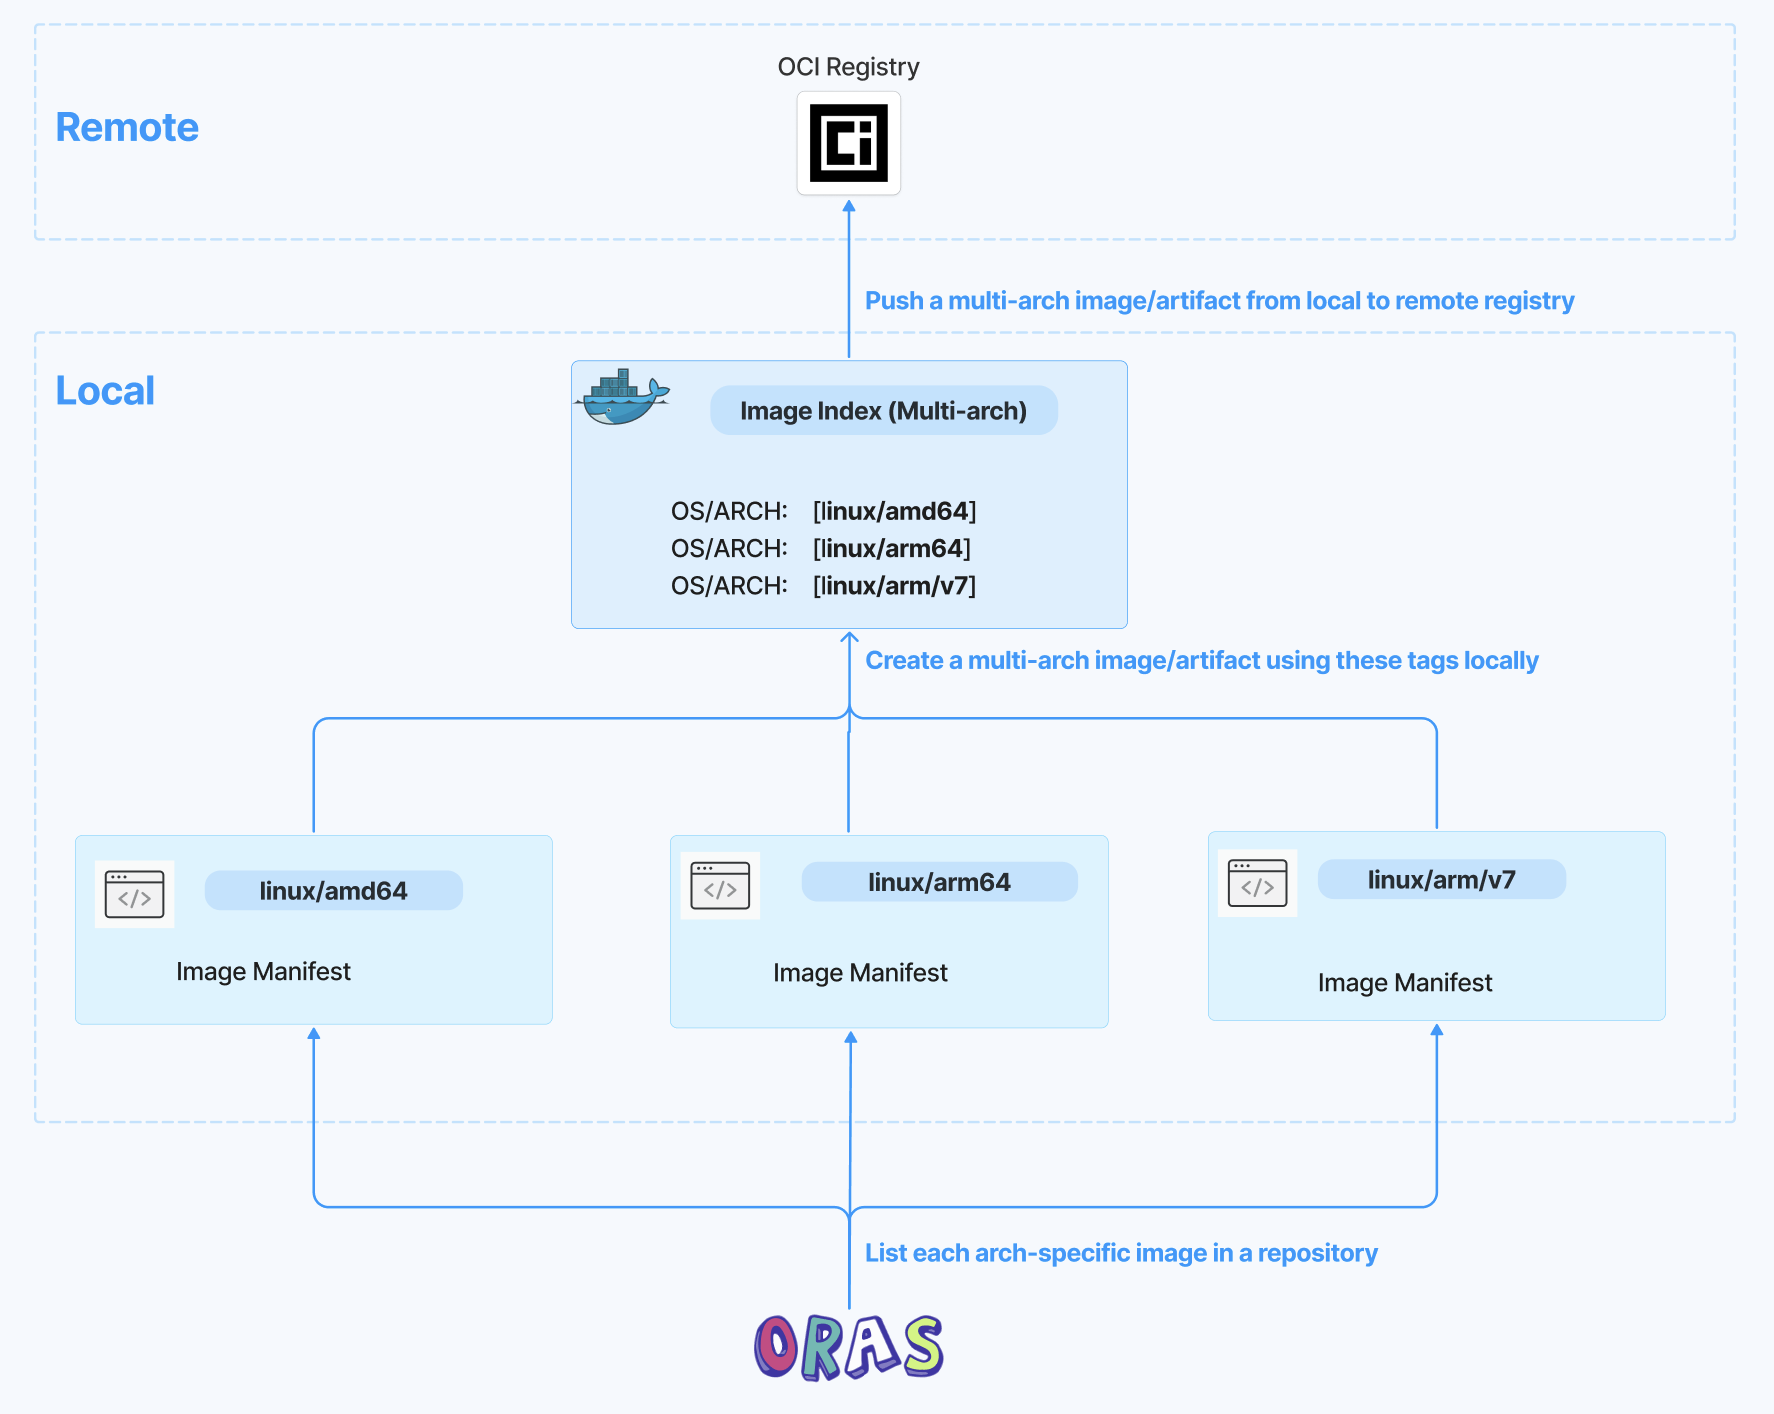 OCI Registry
Ci
Remote
Push a multi-arch image/artifact from local to remote registry
Local
Image Index (Multi-arch)
OS/ARCH: [linux/amd64]
OS/ARCH: [linux/arm64]
OS/ARCH: [linux/arm/v7]
Create a multi-arch image/artifact using these tags locally
linux/amd64
</>
Image Manifest
linux/arm64
</>
Image Manifest
linux/arm/v7
</>
Image Manifest
List each arch-specific image in a repository
ORAS